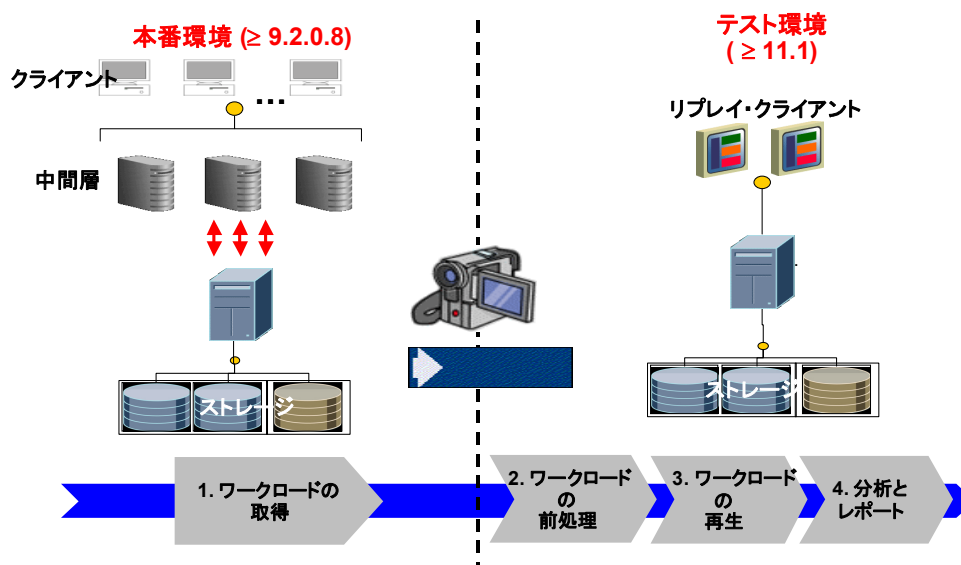 本番環境 (≥ 9.2.0.8)
クライアント
...
中間層
ストレージ
テスト環境
( ≥ 11.1)
リプレイ・クライアント
ストレージ
1. ワークロードの
取得
2. ワークロード
の
前処理
3. ワークロード
の
再生
4. 分析と
レポート